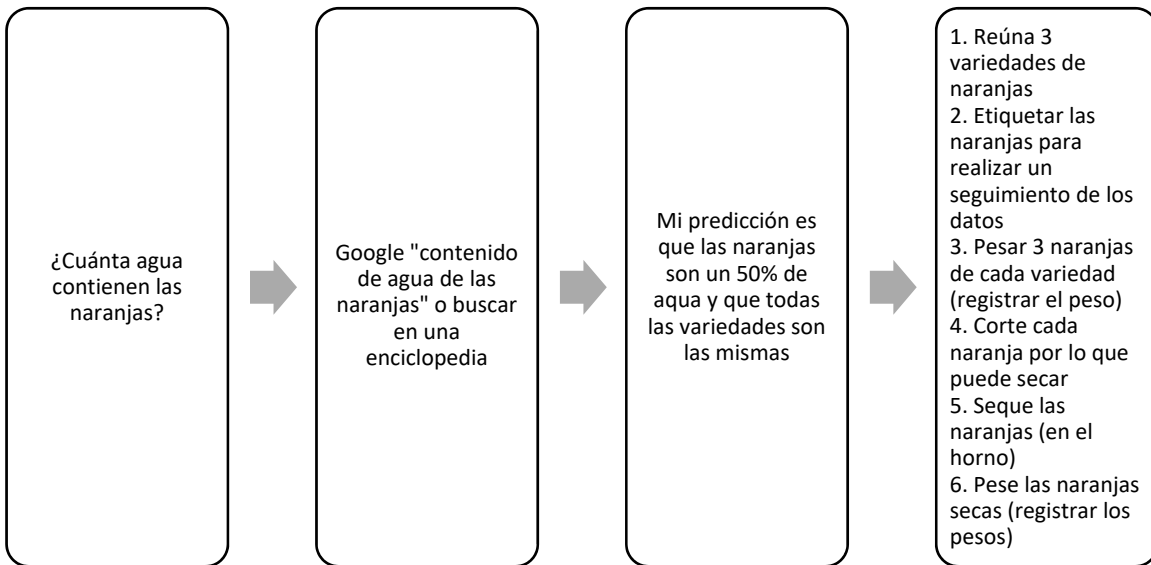 ¿Cuánta agua
contienen las
naranjas?
Google "contenido
de agua de las
naranjas" o buscar
en una
enciclopedia
Mi predicción es
que las naranjas
son un 50% de
aqua y que todas
las variedades son
las mismas
1. Reúna 3
variedades de
naranjas
2. Etiquetar las
naranjas para
realizar un
seguimiento de los
datos
3. Pesar 3 naranjas
de cada variedad
(registrar el peso)
4. Corte cada
naranja por lo que
puede secar
5. Seque las
naranjas (en el
horno)
6. Pese las naranjas
secas (registrar los
pesos)